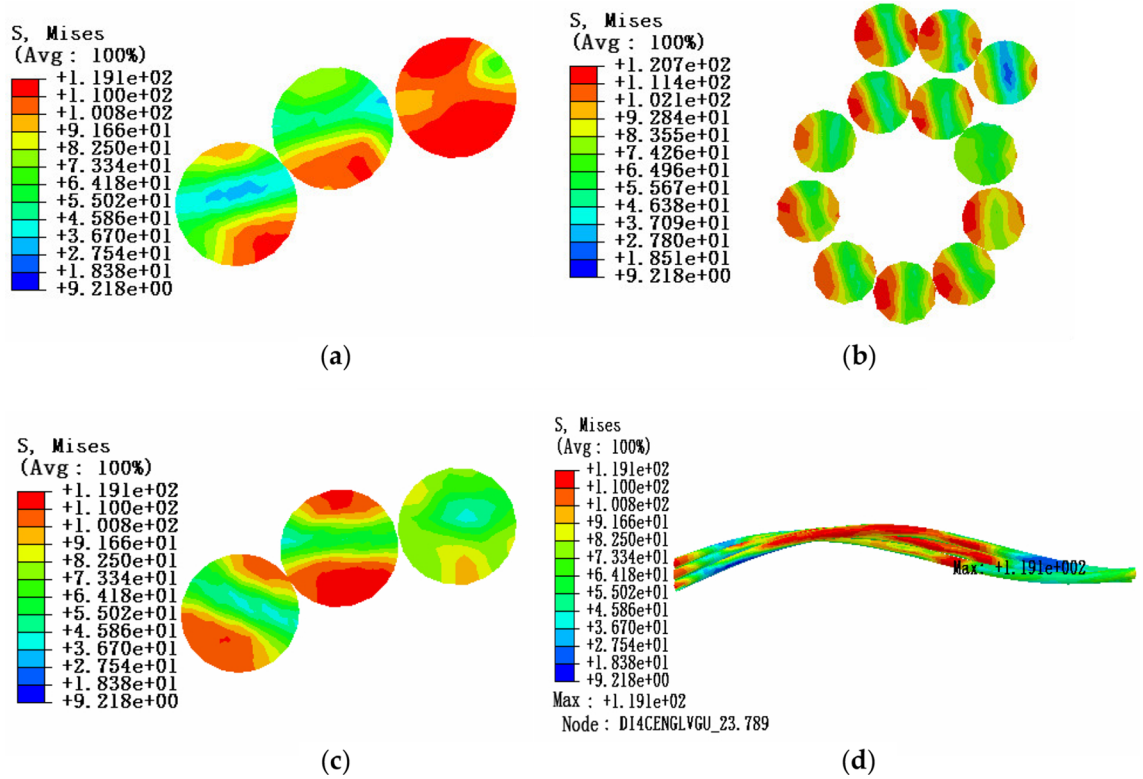 S, Mises
(Avg: 100%)
+1.191e+02
+1.100e+02
+1.008e+02
+9.166e+01
+8.250e+01
+7.334e+01
+6.418e+01
+5.502e+01
+4.586e+01
+3.670e+01
+2.754e+01
+1.838e+01
+9.218e+00
(a)
S, Mises
(Avg: 100%)
+1.207e+02
+1.114e+02
+1.021e+02
+9.284e+01
+8.355e+01
+7.426e+01
+6.496e+01
+5.567e+01
+4.638e+01
+3.709e+01
+2.780e+01
+1.851e+01
+9.218e+00
(b)
S, Mises
(Avg: 100%)
+1.191e+02
+1.100e+02
+1.008e+02
+9.166e+01
+8.250e+01
+7.334e+01
+6.418e+01
+5.502e+01
+4.586e+01
+3.670e+01
+2.754e+01
+1.838e+01
+9.218e+00
(c)
S, Mises
(Avg: 100%)
+1.191e+02
+1.100e+02
+1.008e+02
+9.166e+01
+8.250e+01
+7.334e+01
+6.418e+01
+5.502e+01
+4.586e+01
+3.670e+01
+2.754e+01
+1.838e+01
+9.218e+00
Max: +1.191e+02
Node: DI4CENGLVGU_23.789
Max: +1.191e+002
(d)